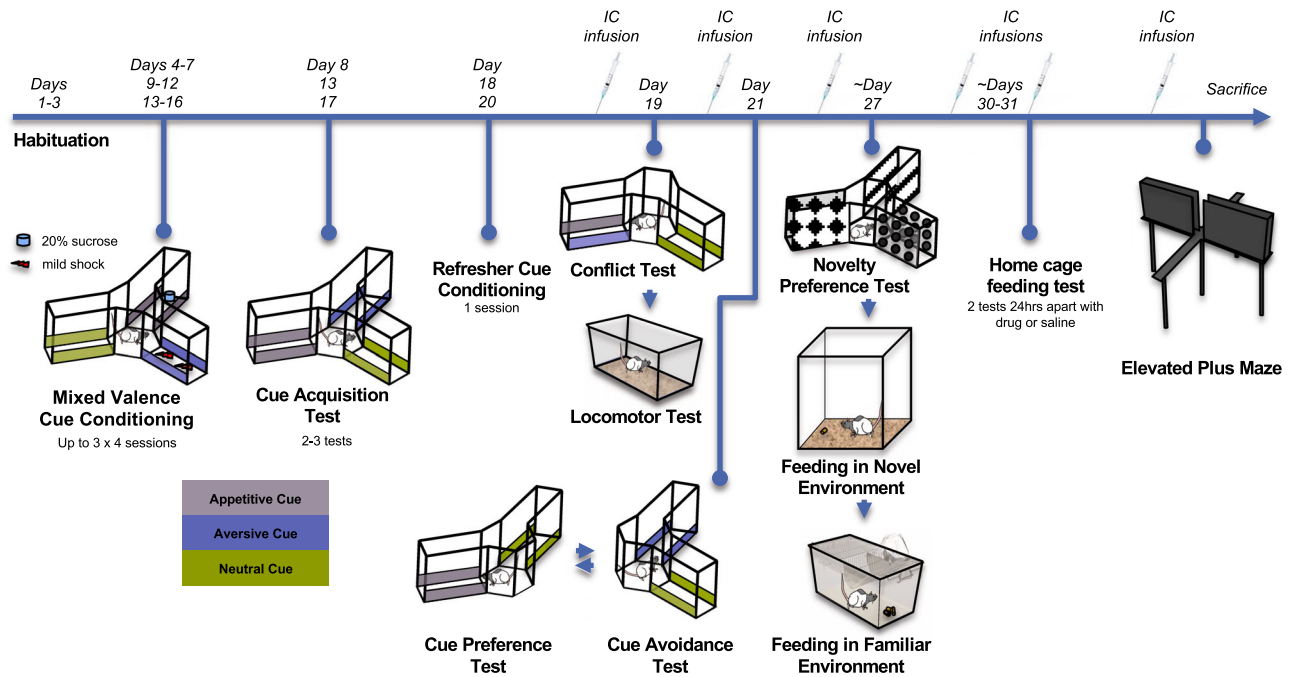 IC
infusion
IC
infusion
IC
infusion
IC
infusions
IC
infusion
Days
1-3
Days 4-7
9-12
13-16
Day 8
13
17
Day
18
20
Day
19
Day
21
~Day
27
~Days
30-31
Sacrifice
Habituation
20% sucrose
mild shock
Mixed Valence
Cue Conditioning
Up to 3 x 4 sessions
Cue Acquisition
Test
2-3 tests
Refresher Cue
Conditioning
1 session
Conflict Test
Locomotor Test
Novelty
Preference Test
Home cage
feeding test
2 tests 24hrs apart with
drug or saline
Elevated Plus Maze
Feeding in Novel
Environment
Appetitive Cue
Aversive Cue
Neutral Cue
Cue Preference
Test
Cue Avoidance
Test
Feeding in Familiar
Environment